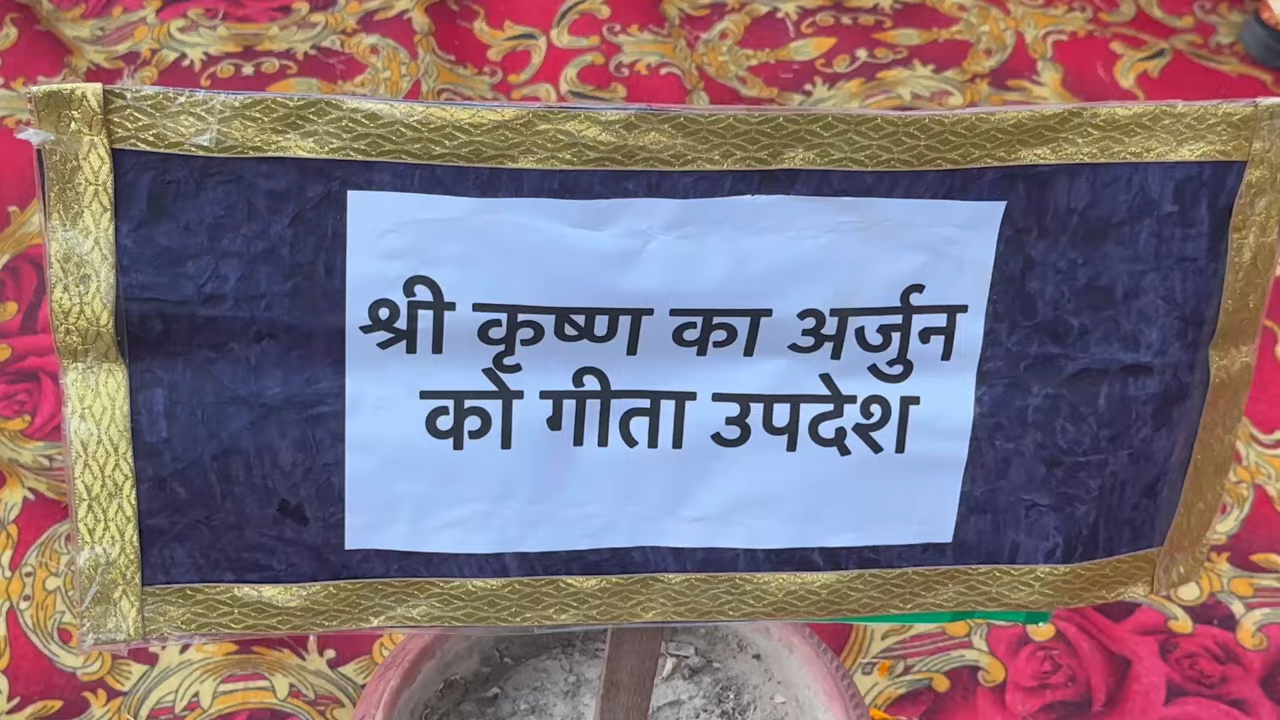 श्री कृष्ण का अर्जुन
को गीता उपदेश